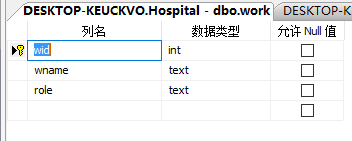 DESKTOP-KEUCKVO.Hospital - dbo.work
DESKTOP-K
列名 数据类型 允许 Null 值
wid int
wname text
role text